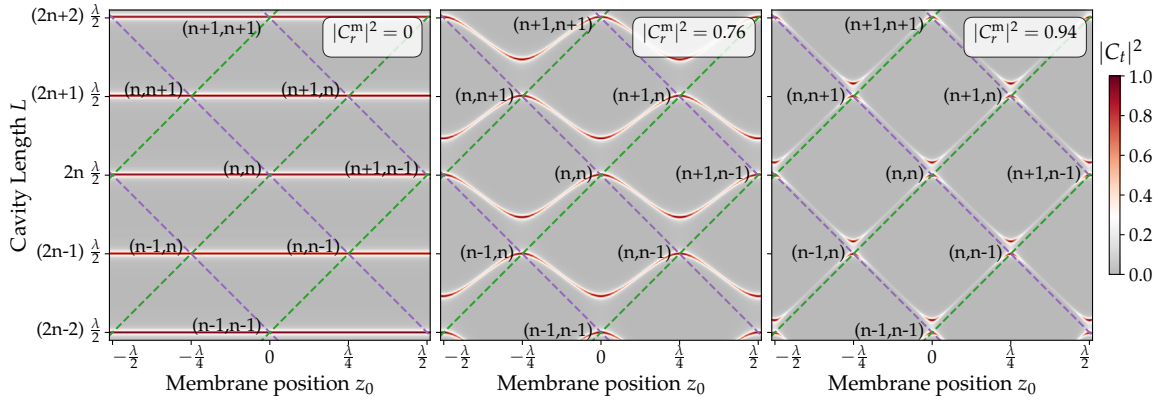 |C_r^m|² = 0
|C_r^m|² = 0.76
|C_r^m|² = 0.94
|C_t|²
Cavity Length L
(2n+2) λ/2
(2n+1) λ/2
2n λ/2
(2n-1) λ/2
(2n-2) λ/2
(n+1,n+1)
(n,n+1)
(n+1,n)
(n,n)
(n+1,n-1)
(n-1,n)
(n,n-1)
(n-1,n-1)
−λ/2
−λ/4
0
λ/4
λ/2
Membrane position z₀
(n+1,n+1)
(n,n+1)
(n+1,n)
(n,n)
(n+1,n-1)
(n-1,n)
(n,n-1)
(n-1,n-1)
−λ/2
−λ/4
0
λ/4
λ/2
Membrane position z₀
(n+1,n+1)
(n,n+1)
(n+1,n)
(n,n)
(n+1,n-1)
(n-1,n)
(n,n-1)
(n-1,n-1)
−λ/2
−λ/4
0
λ/4
λ/2
Membrane position z₀
1.0
0.8
0.6
0.4
0.2
0.0